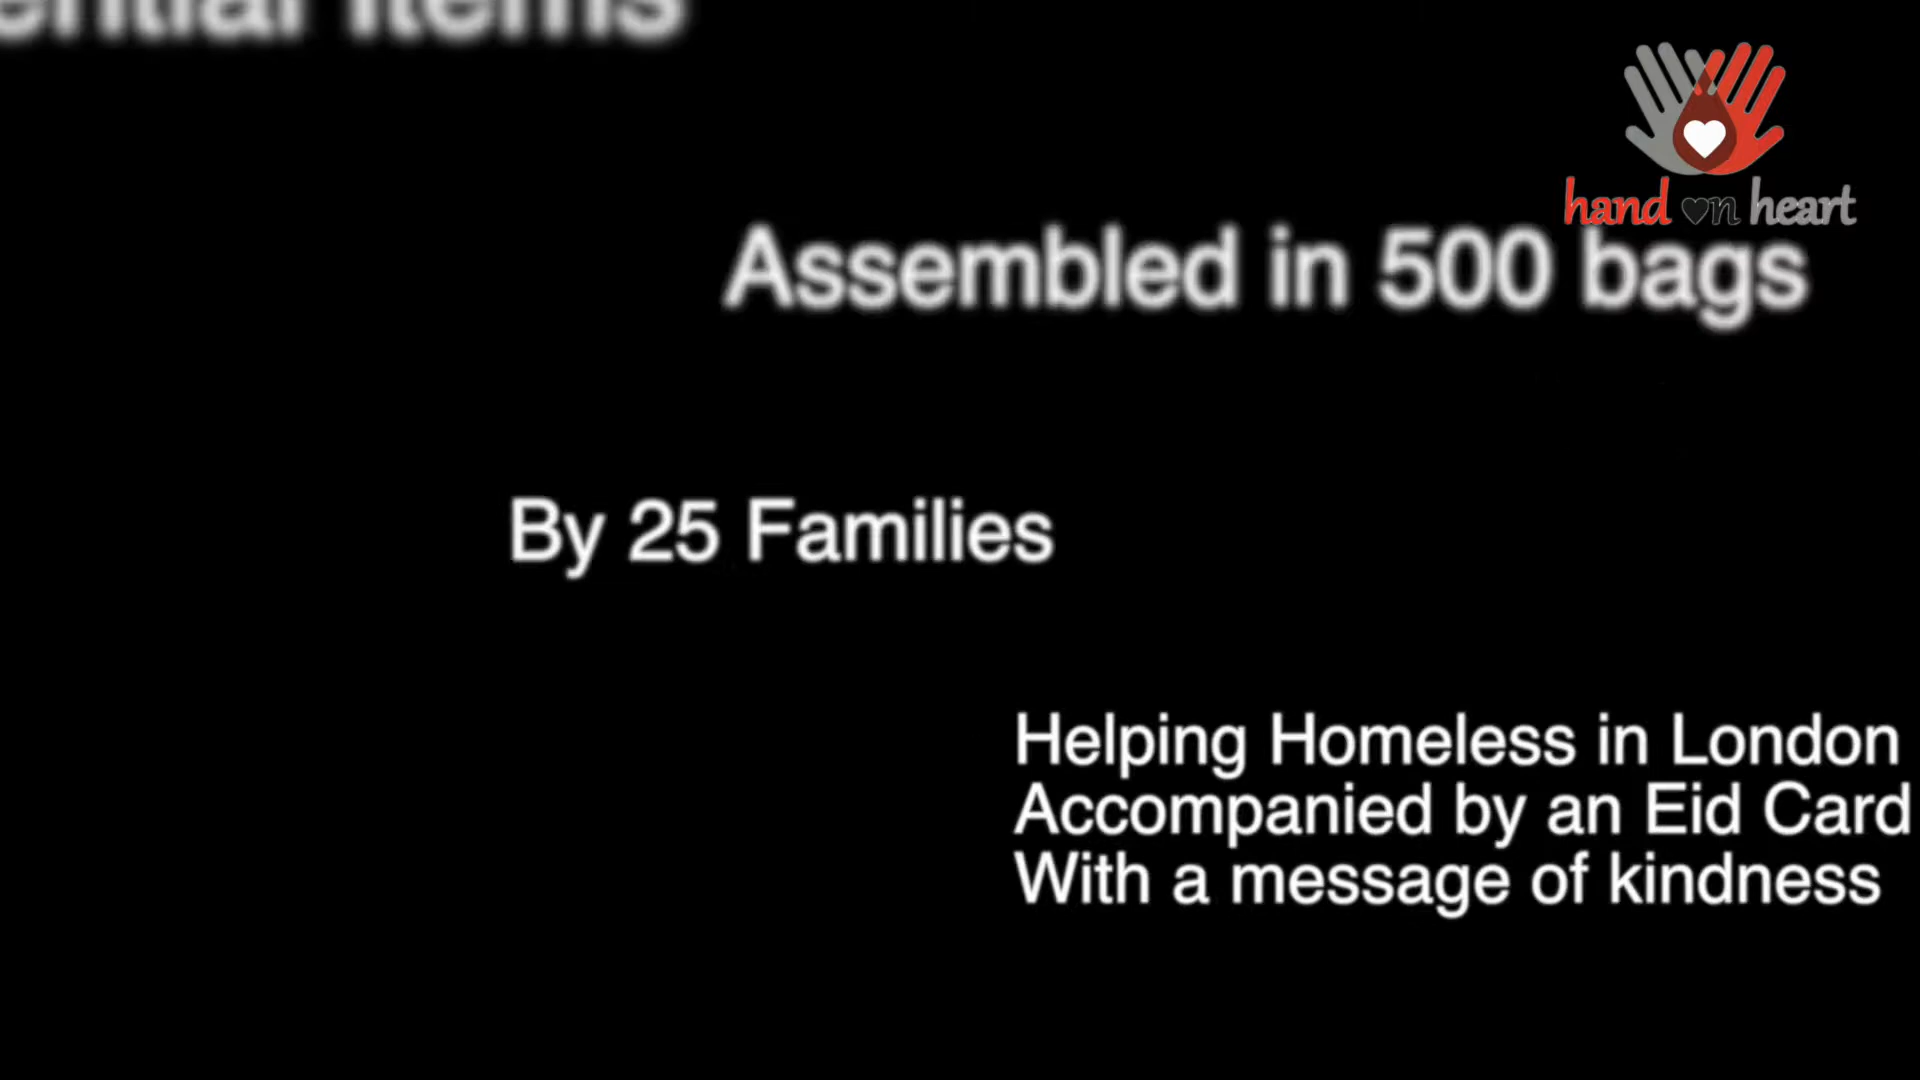 items
hand on heart
Assembled in 500 bags
By 25 Families
Helping Homeless in London
Accompanied by an Eid Card
With a message of kindness